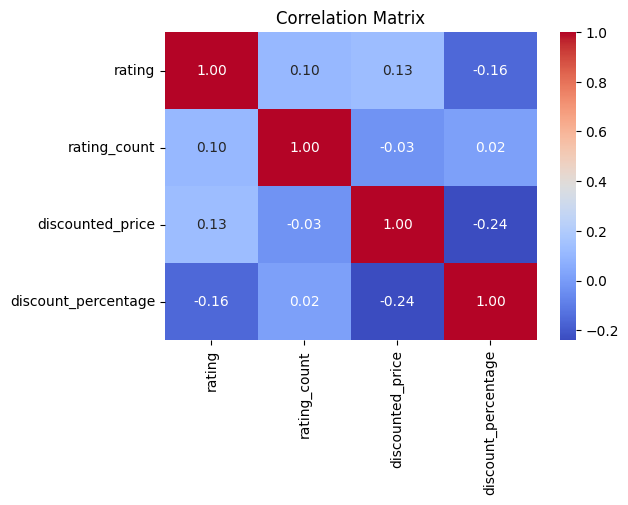 Correlation Matrix
rating
rating_count
discounted_price
discount_percentage
1.00 0.10 0.13 -0.16
0.10 1.00 -0.03 0.02
0.13 -0.03 1.00 -0.24
-0.16 0.02 -0.24 1.00
rating
rating_count
discounted_price
discount_percentage
1.0
0.8
0.6
0.4
0.2
0.0
−0.2